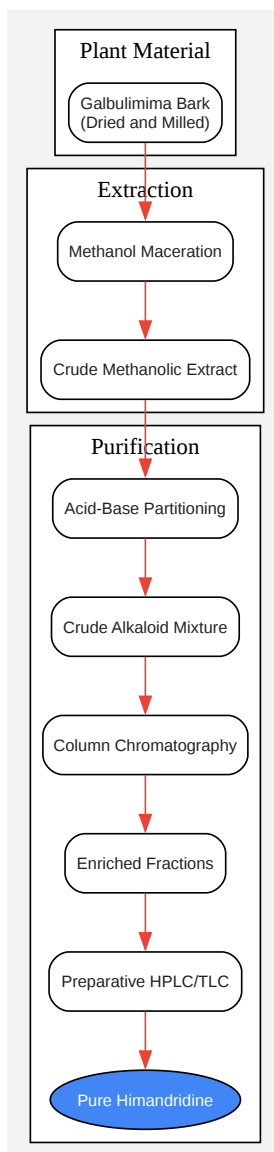 Plant Material
Galbulimima Bark
(Dried and Milled)
Extraction
Methanol Maceration
Crude Methanolic Extract
Purification
Acid-Base Partitioning
Crude Alkaloid Mixture
Column Chromatography
Enriched Fractions
Preparative HPLC/TLC
Pure Himandridine